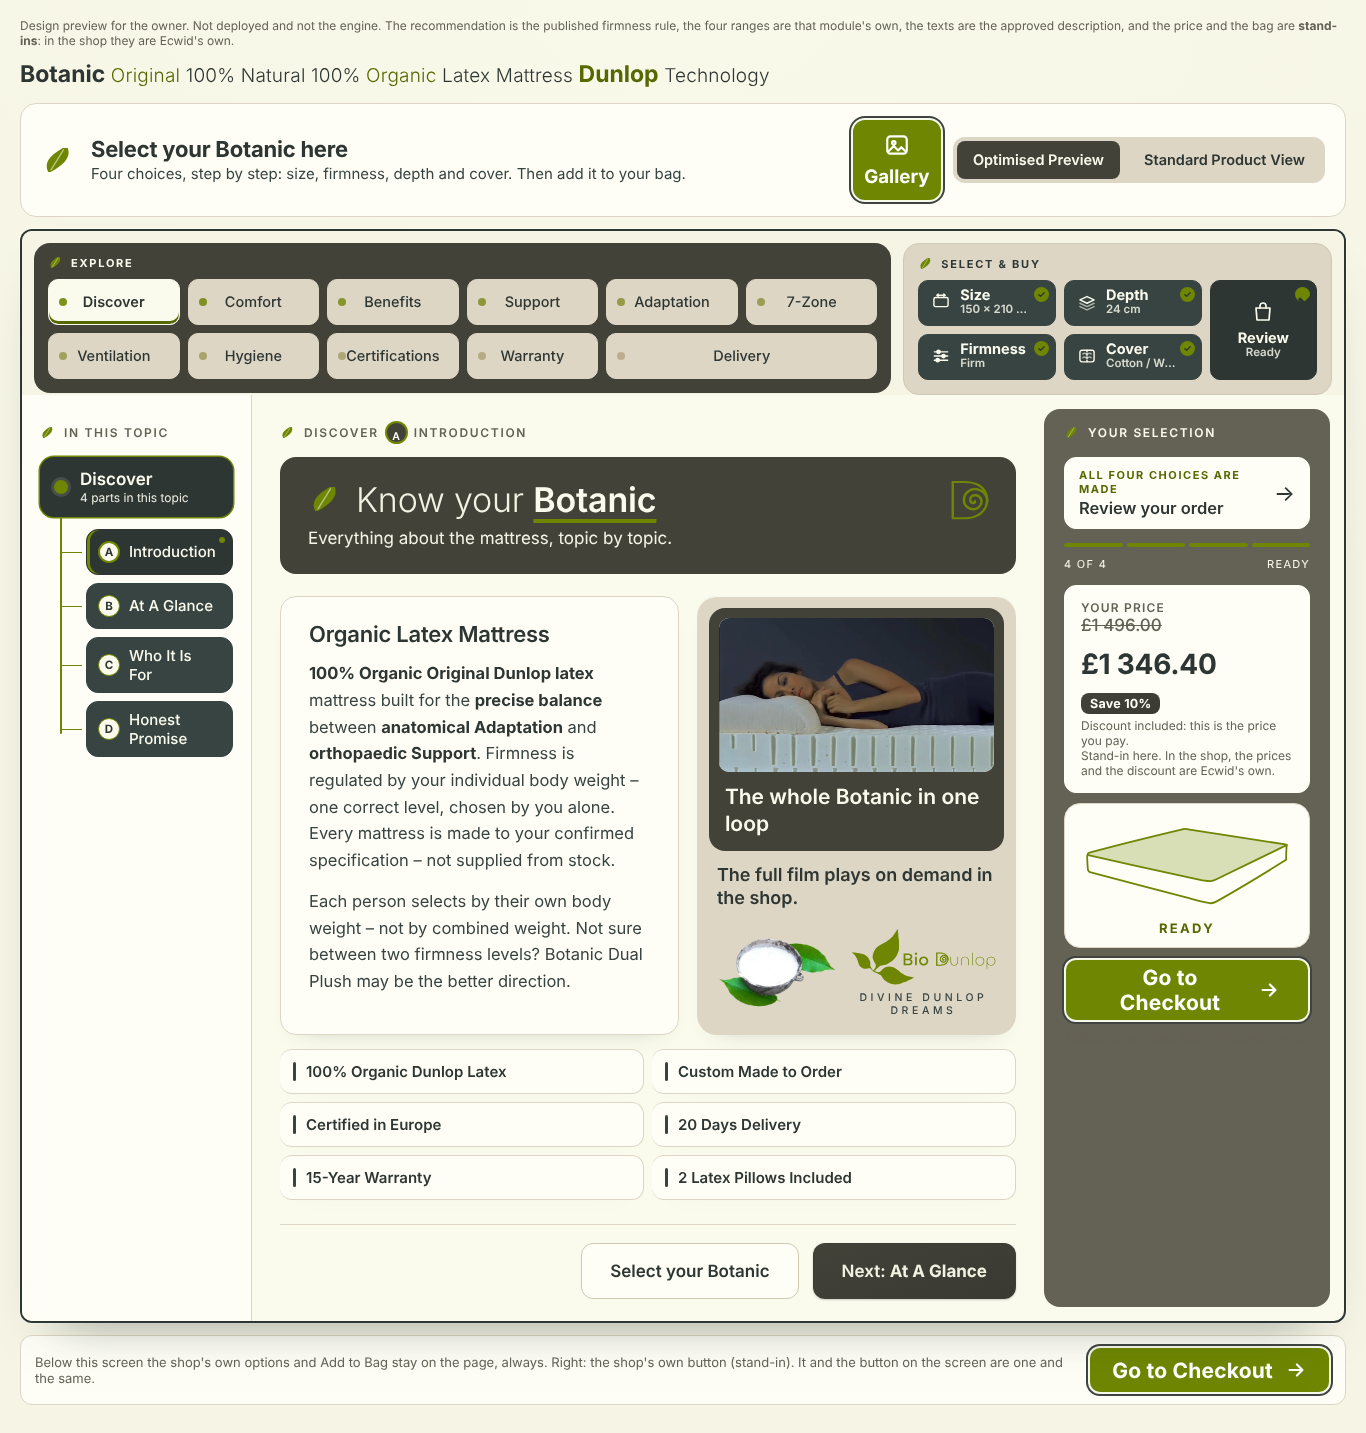 Design preview for the owner. Not deployed and not the engine. The recommendation is the published firmness rule, the four ranges are that module's own, the texts are the approved description, and the price and the bag are stand-
ins: in the shop they are Ecwid's own.
Botanic Original 100% Natural 100% Organic Latex Mattress Dunlop Technology
Select your Botanic here
Four choices, step by step: size, firmness, depth and cover. Then add it to your bag.
Gallery
Optimised Preview
Standard Product View
EXPLORE
Discover
Comfort
Benefits
Support
Adaptation
7-Zone
Ventilation
Hygiene
Certifications
Warranty
Delivery
SELECT & BUY
Size
150 × 210 ...
Depth
24 cm
Firmness
Firm
Cover
Cotton / W...
Review
Ready
IN THIS TOPIC
Discover
4 parts in this topic
A Introduction
B At A Glance
C Who It Is
For
D Honest
Promise
DISCOVER A INTRODUCTION
Know your Botanic
Everything about the mattress, topic by topic.
Organic Latex Mattress
100% Organic Original Dunlop latex
mattress built for the precise balance
between anatomical Adaptation and
orthopaedic Support. Firmness is
regulated by your individual body weight –
one correct level, chosen by you alone.
Every mattress is made to your confirmed
specification – not supplied from stock.
Each person selects by their own body
weight – not by combined weight. Not sure
between two firmness levels? Botanic Dual
Plush may be the better direction.
The whole Botanic in one
loop
The full film plays on demand in
the shop.
Bio Dunlop
DIVINE DUNLOP
DREAMS
100% Organic Dunlop Latex
Custom Made to Order
Certified in Europe
20 Days Delivery
15-Year Warranty
2 Latex Pillows Included
Select your Botanic
Next: At A Glance
YOUR SELECTION
ALL FOUR CHOICES ARE
MADE
Review your order
4 OF 4
READY
YOUR PRICE
£1 496.00
£1 346.40
Save 10%
Discount included: this is the price
you pay.
Stand-in here. In the shop, the prices
and the discount are Ecwid's own.
READY
Go to
Checkout
Below this screen the shop's own options and Add to Bag stay on the page, always. Right: the shop's own button (stand-in). It and the button on the screen are one and
the same.
Go to Checkout